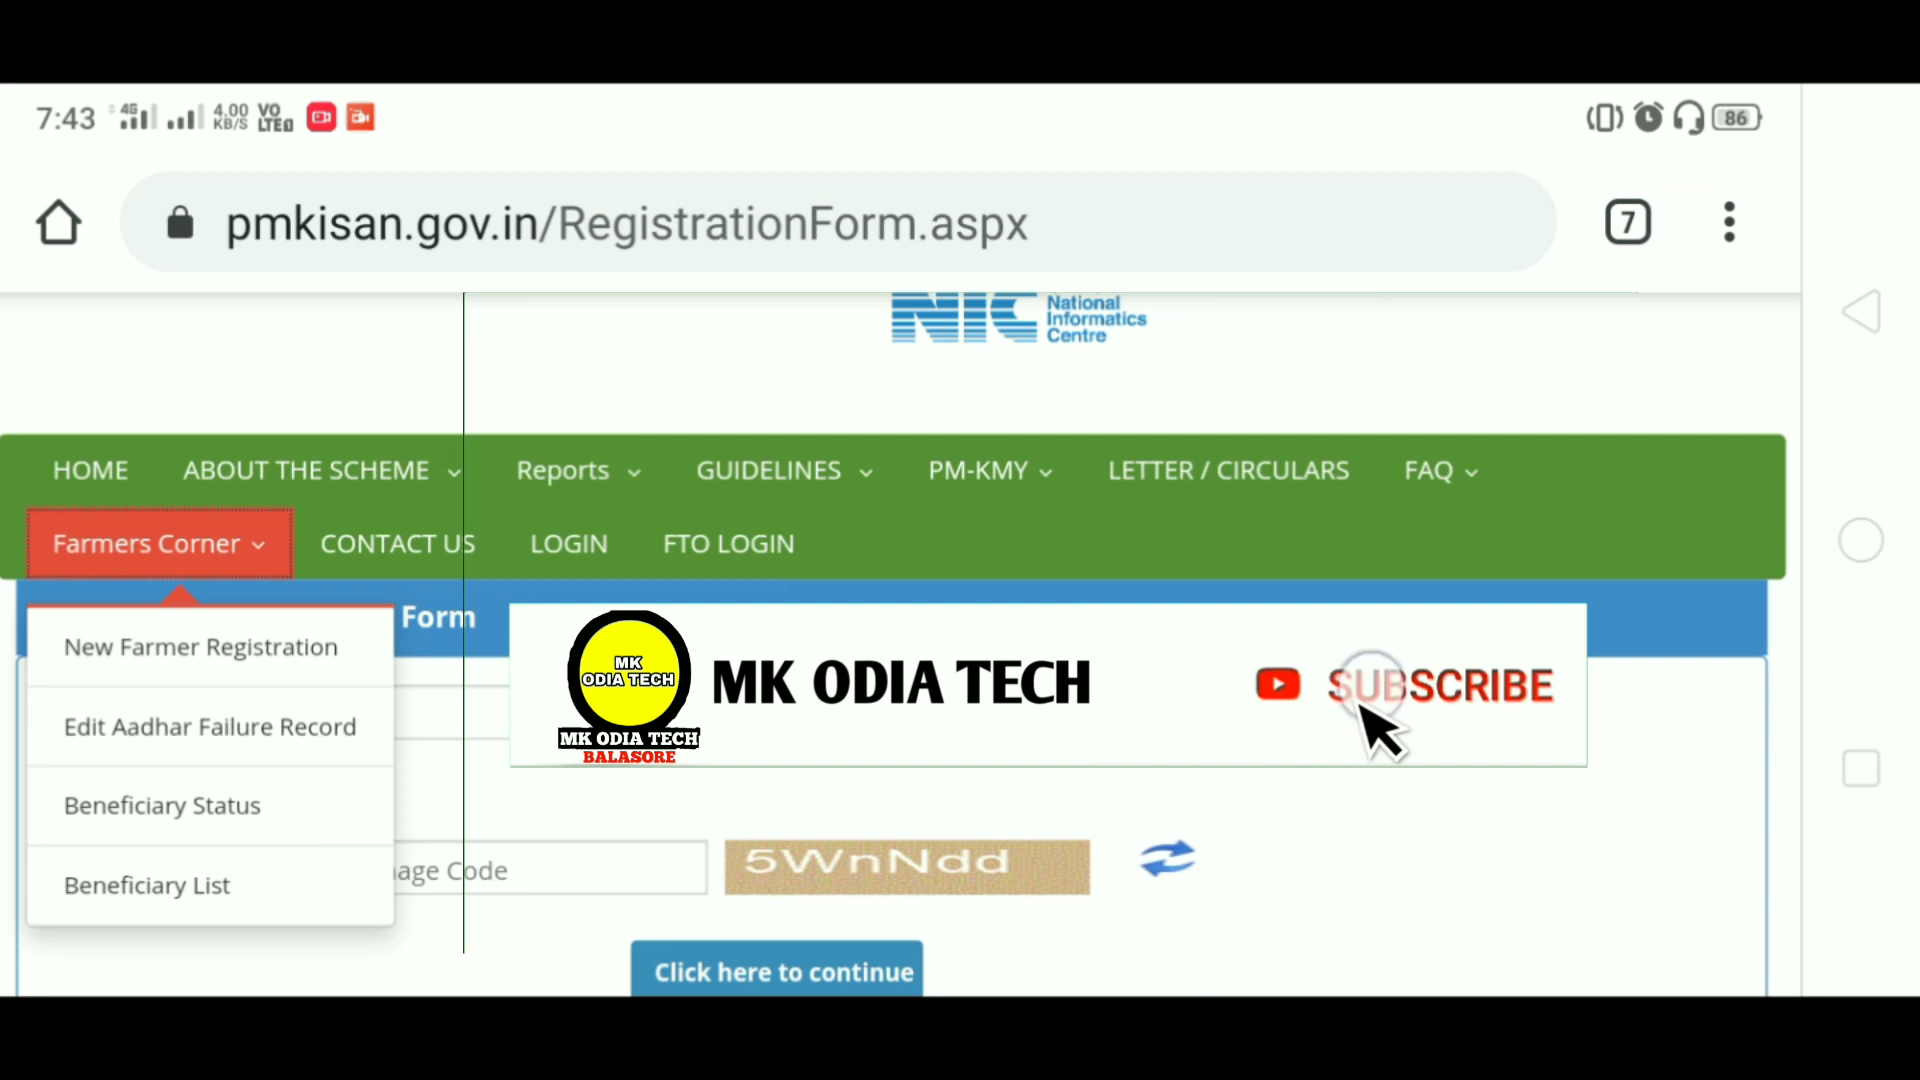 7:43 4G 4.00 KB/S VO LTE 86
pmkisan.gov.in/RegistrationForm.aspx 7
NIC National
Informatics
Centre
HOME ABOUT THE SCHEME Reports GUIDELINES PM-KMY LETTER / CIRCULARS FAQ
Farmers Corner CONTACT US LOGIN FTO LOGIN
Form
New Farmer Registration
Edit Aadhar Failure Record
Beneficiary Status
Beneficiary List
MK
ODIA TECH
MK ODIA TECH
BALASORE
MK ODIA TECH
SUBSCRIBE
Code
5WnNdd
Click here to continue